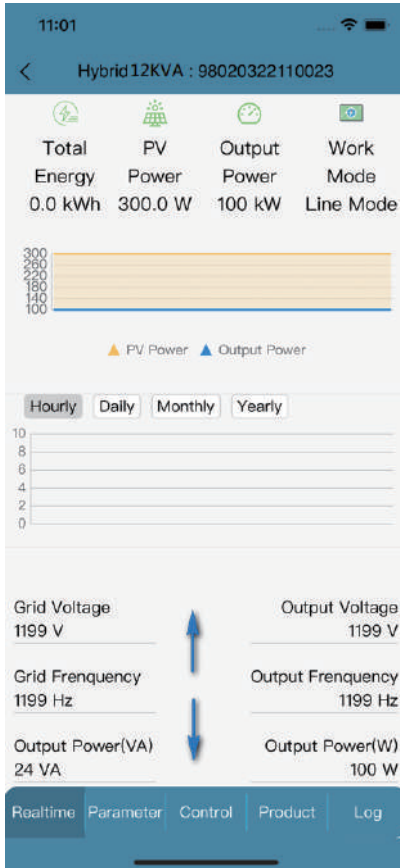 11:01
Hybrid12KVA : 98020322110023
Total Energy 0.0 kWh
PV Power 300.0 W
Output Power 100 kW
Work Mode Line Mode
300
260
220
180
140
100
PV Power Output Power
Hourly Daily Monthly Yearly
10
8
6
4
2
0
Grid Voltage Output Voltage
1199 V 1199 V
Grid Frenquency Output Frenquency
1199 Hz 1199 Hz
Output Power(VA) Output Power(W)
24 VA 100 W
Realtime Parameter Control Product Log